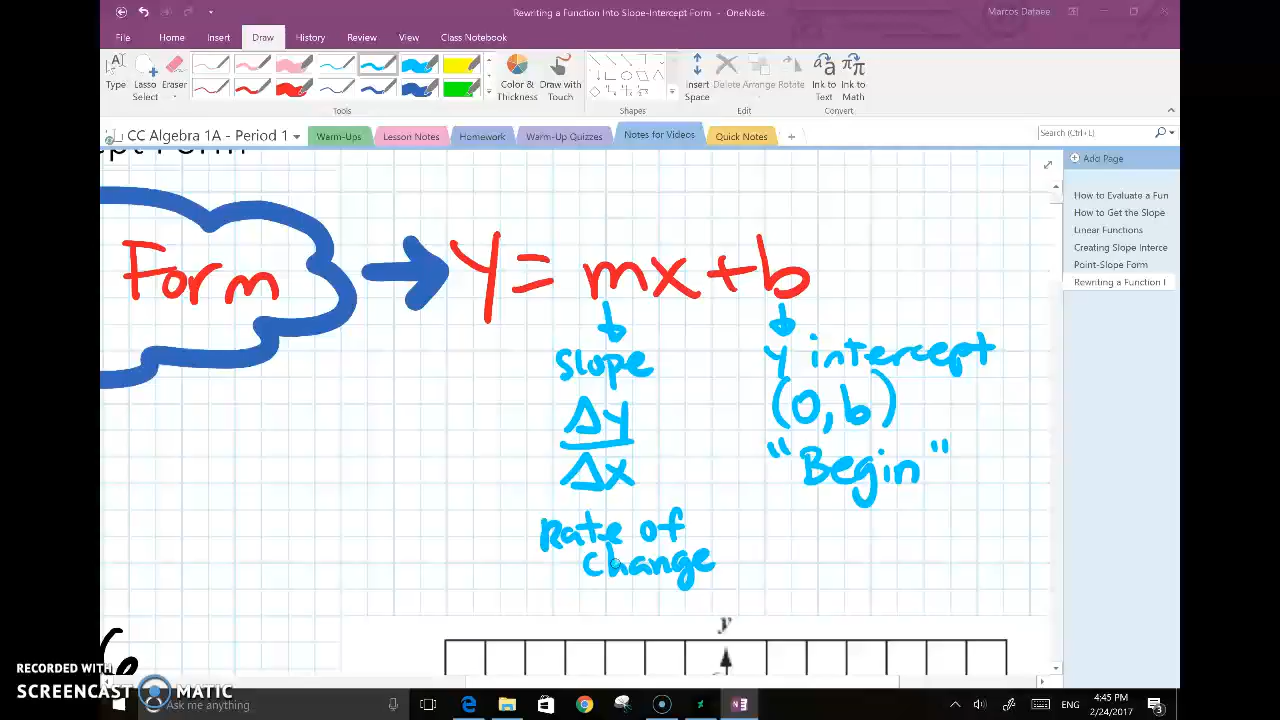 Rewriting a Function Into Slope-Intercept Form - OneNote
Marcos Dataee
File Home Insert Draw History Review View Class Notebook
Type Lasso Select Eraser Color & Thickness Draw with Touch Insert Space Delete Arrange Rotate Ink to Text Ink to Math
Tools Shapes Edit Convert
CC Algebra 1A - Period 1 Warm-Ups Lesson Notes Homework Warm-Up Quizzes Notes for Videos Quick Notes +
Search (Ctrl+E)
Add Page
How to Evaluate a Fun
How to Get the Slope
Linear Functions
Creating Slope Interce
Point-Slope Form
Rewriting a Function I
ept Form
Form → y = mx + b
slope
Δy
Δx
Rate of
change
y intercept
(0, b)
"Begin"
6
y
RECORDED WITH
SCREENCAST MATIC
Ask me anything
ENG
4:45 PM
2/24/2017
3